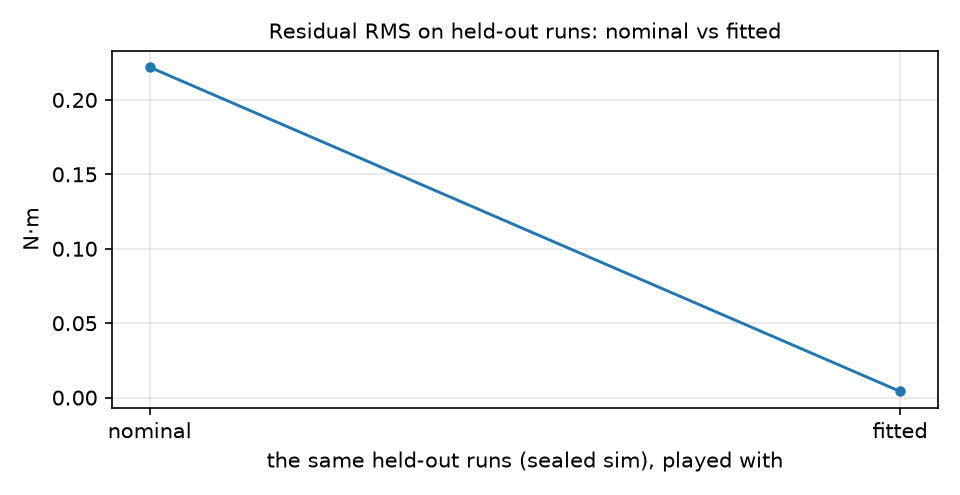 Residual RMS on held-out runs: nominal vs fitted
N·m
0.20
0.15
0.10
0.05
0.00
nominal
fitted
the same held-out runs (sealed sim), played with